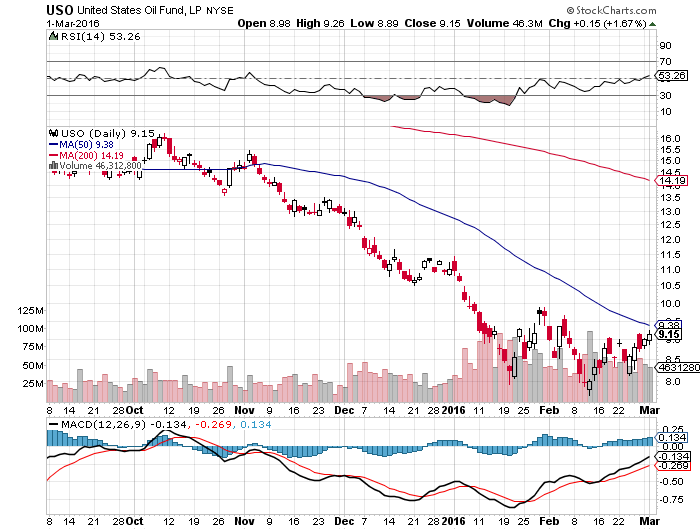 USO United States Oil Fund, LP NYSE © StockCharts.com
1-Mar-2016 Open 8.98 High 9.26 Low 8.89 Close 9.15 Volume 46.3M Chg +0.15 (+1.67%)
RSI(14) 53.26
90
70
53.26
30
10
USO (Daily) 9.15
MA(50) 9.38
MA(200) 14.19
Volume 46,312,800
16.0
15.5
15.0
14.5
14.19
13.5
13.0
12.5
12.0
11.5
11.0
10.5
10.0
9.38
9.15
9.0
8.5
4631280
8.0
125M
100M
75M
50M
25M
8 14 21 28 Oct 12 19 26 Nov 9 16 23 Dec 7 14 21 28 2016 11 19 25 Feb 8 16 22 Mar
MACD(12,26,9) -0.134, -0.269, 0.134
0.25
0.134
-0.134
-0.269
-0.50
-0.75
8 14 21 28 Oct 12 19 26 Nov 9 16 23 Dec 7 14 21 28 2016 11 19 25 Feb 8 16 22 Mar